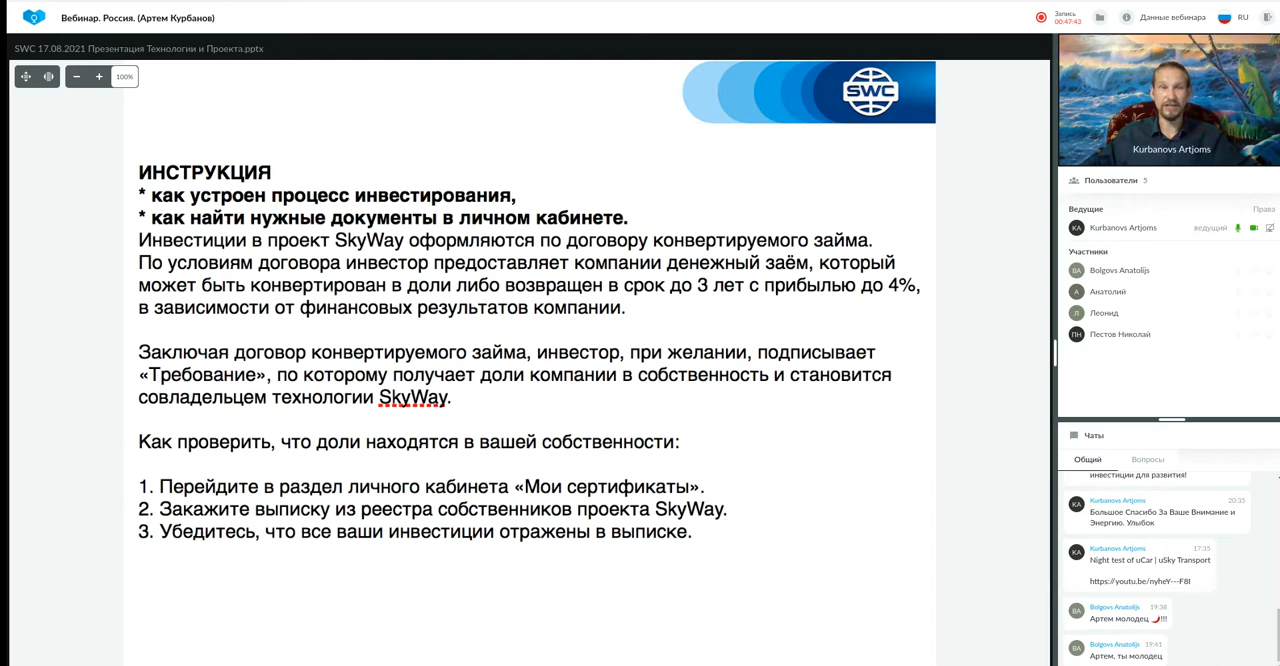 Вебинар. Россия. (Артем Курбанов)
Запись
00:47:43
Данные вебинара
RU
SWC 17.08.2021 Презентация Технологии и Проекта.pptx
100%
SWC
ИНСТРУКЦИЯ
* как устроен процесс инвестирования,
* как найти нужные документы в личном кабинете.
Инвестиции в проект SkyWay оформляются по договору конвертируемого займа.
По условиям договора инвестор предоставляет компании денежный заём, который
может быть конвертирован в доли либо возвращен в срок до 3 лет с прибылью до 4%,
в зависимости от финансовых результатов компании.
Заключая договор конвертируемого займа, инвестор, при желании, подписывает
«Требование», по которому получает доли компании в собственность и становится
совладельцем технологии SkyWay.
Как проверить, что доли находятся в вашей собственности:
1. Перейдите в раздел личного кабинета «Мои сертификаты».
2. Закажите выписку из реестра собственников проекта SkyWay.
3. Убедитесь, что все ваши инвестиции отражены в выписке.
Kurbanovs Artjoms
Пользователи 5
Ведущие Права
KA Kurbanovs Artjoms ведущий
Участники
BA Bolgovs Anatolijs
А Анатолий
Л Леонид
ПН Пестов Николай
Чаты
Общий Вопросы
инвестиции для развития!
KA Kurbanovs Artjoms 20:35
Большое Спасибо За Ваше Внимание и
Энергию. Улыбок
KA Kurbanovs Artjoms 17:35
Night test of uCar | uSky Transport
https://youtu.be/nyheY---F8I
BA Bolgovs Anatolijs 19:38
Артем молодец 🌶️!!!
BA Bolgovs Anatolijs 19:41
Артем, ты молодец